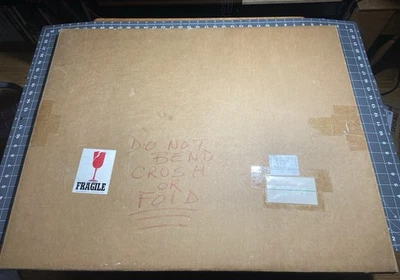 DO NOT
BEND
CRUSH
OR
FOLD
FRAGILE